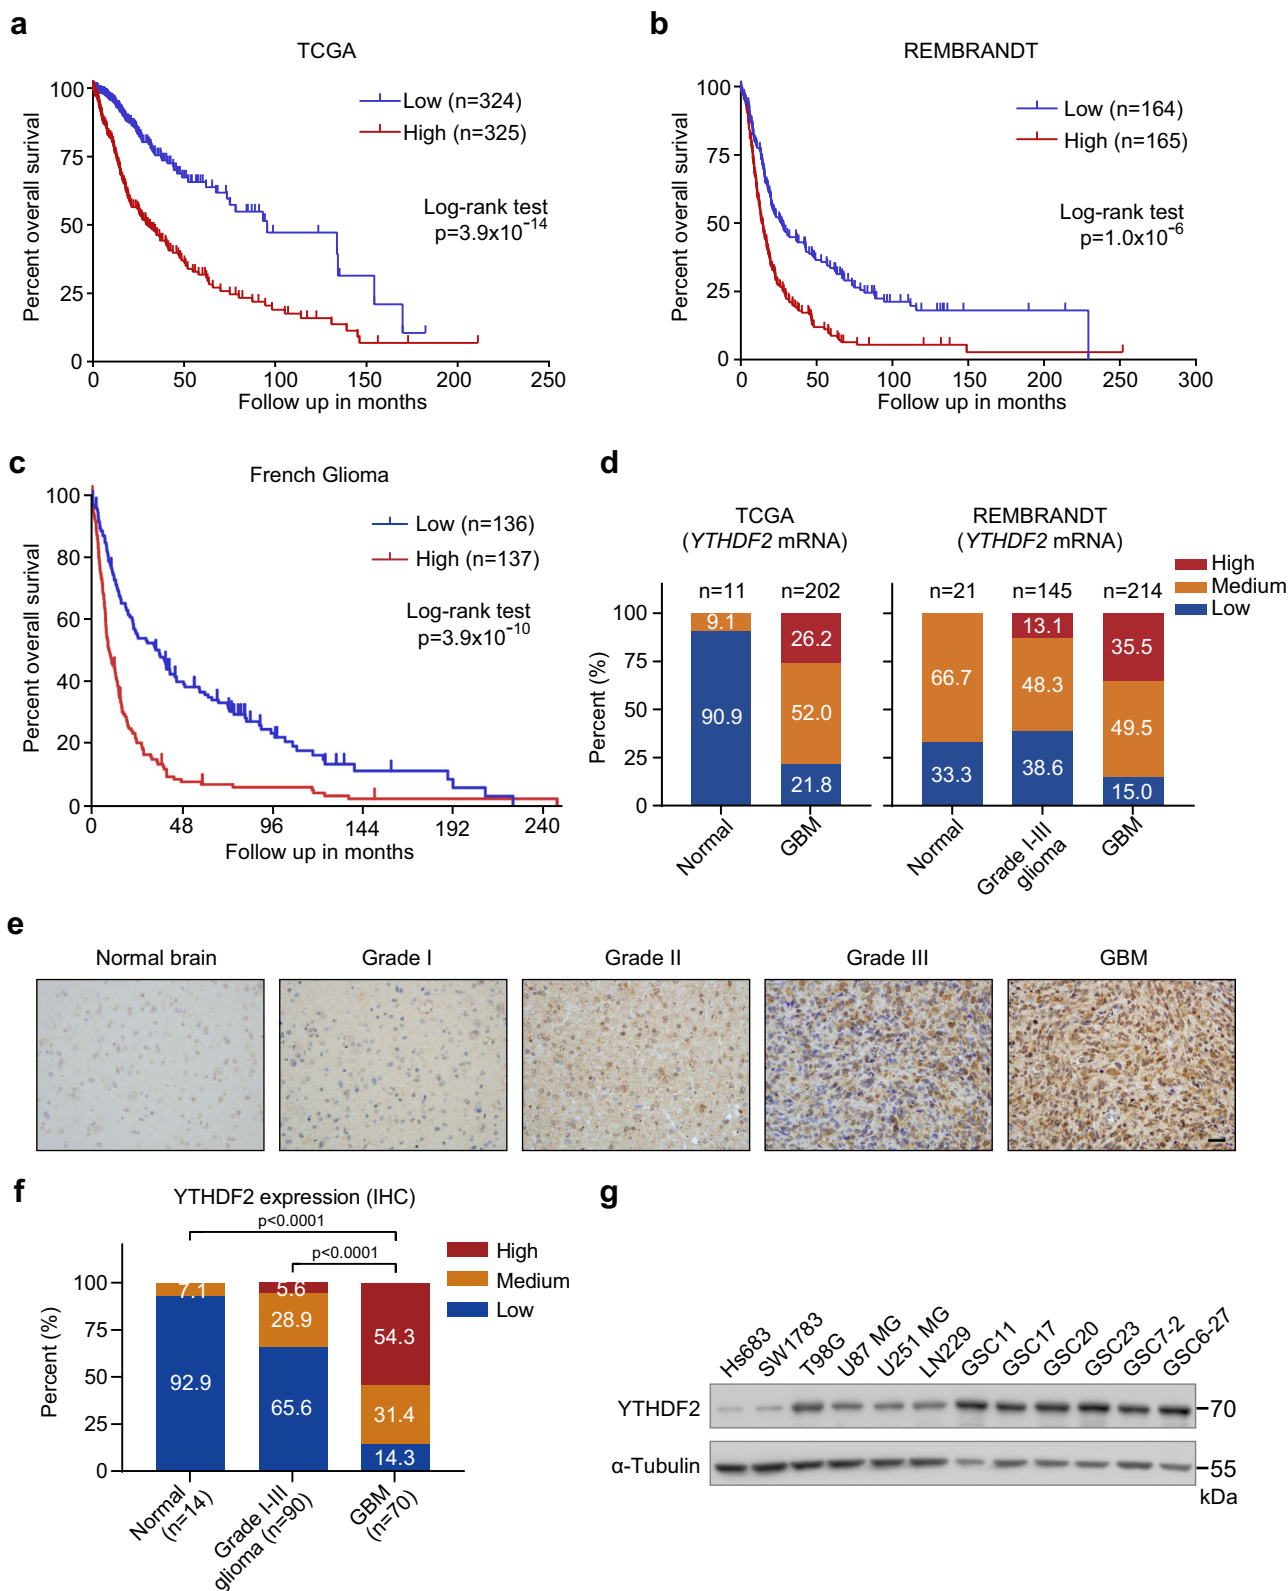 a
TCGA
Percent overall surival
100
75
50
25
0
0 50 100 150 200 250
Follow up in months
Low (n=324)
High (n=325)
Log-rank test
p=3.9x10⁻¹⁴
b
REMBRANDT
Percent overall surival
100
75
50
25
0
0 50 100 150 200 250 300
Follow up in months
Low (n=164)
High (n=165)
Log-rank test
p=1.0x10⁻⁶
c
French Glioma
Percent overall surival
100
80
60
40
20
0
0 48 96 144 192 240
Follow up in months
Low (n=136)
High (n=137)
Log-rank test
p=3.9x10⁻¹⁰
d
TCGA
(YTHDF2 mRNA)
REMBRANDT
(YTHDF2 mRNA)
High
Medium
Low
n=11 n=202 n=21 n=145 n=214
Percent (%)
100
75
50
25
0
9.1
90.9
26.2
52.0
21.8
66.7
33.3
13.1
48.3
38.6
35.5
49.5
15.0
Normal
GBM
Normal
Grade I-III
glioma
GBM
e
Normal brain
Grade I
Grade II
Grade III
GBM
f
YTHDF2 expression (IHC)
p<0.0001
p<0.0001
High
Medium
Low
Percent (%)
100
75
50
25
0
7.1
92.9
5.6
28.9
65.6
54.3
31.4
14.3
Normal
(n=14)
Grade I-III
glioma (n=90)
GBM
(n=70)
g
Hs683
SW1783
T98G
U87 MG
U251 MG
LN229
GSC11
GSC17
GSC20
GSC23
GSC7-2
GSC6-27
YTHDF2
70
α-Tubulin
55
kDa